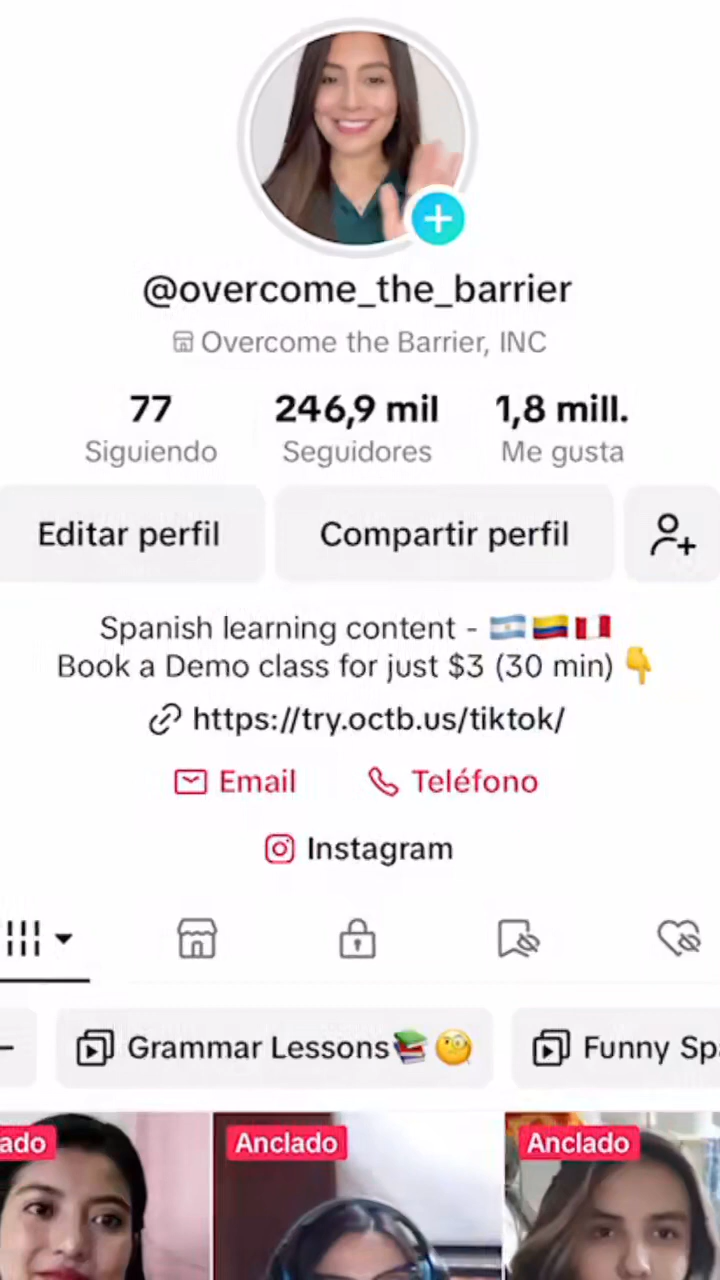 @overcome_the_barrier
Overcome the Barrier, INC
77 246,9 mil 1,8 mill.
Siguiendo Seguidores Me gusta
Editar perfil Compartir perfil
Spanish learning content - 🇦🇷🇨🇴🇵🇪
Book a Demo class for just $3 (30 min) 👇
https://try.octb.us/tiktok/
Email Teléfono
Instagram
Grammar Lessons📚🧐 Funny Spa
ado Anclado Anclado